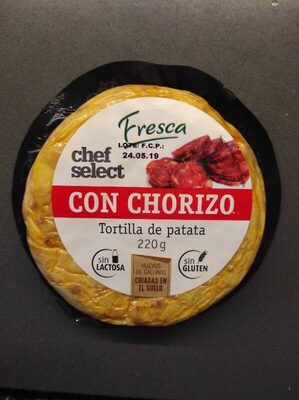 Fresca
LOTE/ F.C.P.:
24.05.19
chef
select
CON CHORIZO
Tortilla de patata
220g
sin
LACTOSA
HUEVOS
DE GALLINAS
CRIADAS EN
EL SUELO
sin
GLUTEN